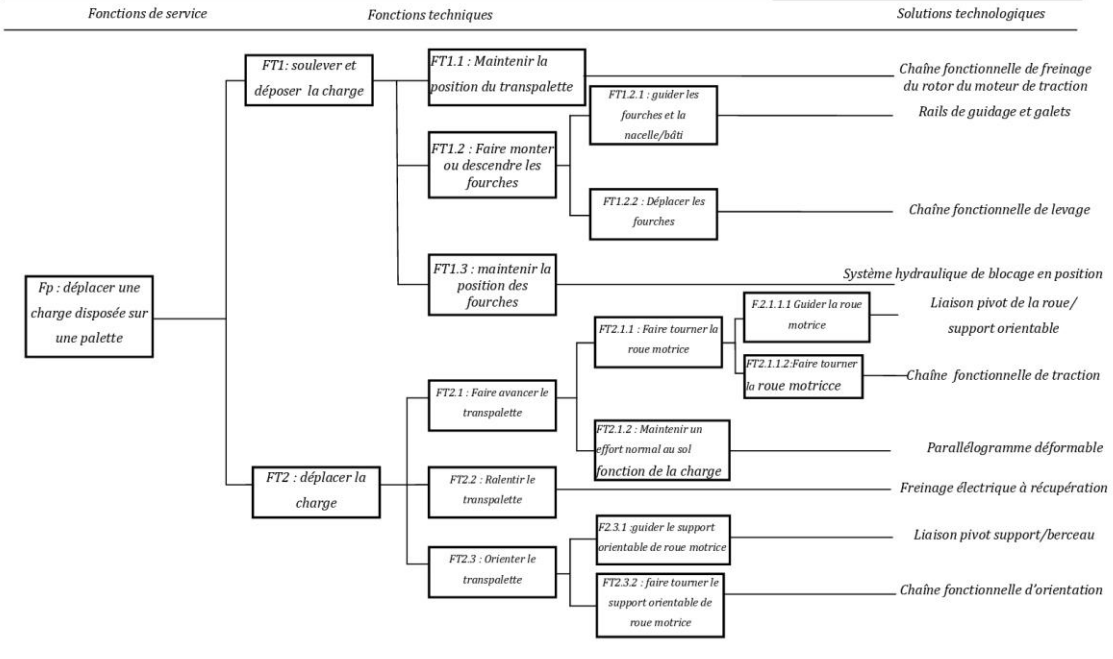 Fonctions de service
Fonctions techniques
Solutions technologiques
FT1: soulever et
déposer la charge
FT1.1 : Maintenir la
position du transpalette
Chaîne fonctionnelle de freinage
du rotor du moteur de traction
FT1.2.1 : guider les
fourches et la
nacelle/bâti
Rails de guidage et galets
FT1.2 : Faire monter
ou descendre les
fourches
FT1.2.2 : Déplacer les
fourches
Chaîne fonctionnelle de levage
FT1.3 : maintenir la
position des
fourches
Système hydraulique de blocage en position
Fp : déplacer une
charge disposée sur
une palette
F.2.1.1.1 Guider la roue
motrice
Liaison pivot de la roue/
support orientable
FT2.1.1 : Faire tourner la
roue motrice
FT2.1.1.2:Faire tourner
la roue motricce
Chaîne fonctionnelle de traction
FT2.1 : Faire avancer le
transpalette
FT2.1.2 : Maintenir un
effort normal au sol
fonction de la charge
Parallélogramme déformable
FT2 : déplacer la
charge
FT2.2 : Ralentir le
transpalette
Freinage électrique à récupération
F2.3.1 :guider le support
orientable de roue motrice
Liaison pivot support/berceau
FT2.3 : Orienter le
transpalette
FT2.3.2 : faire tourner le
support orientable de
roue motrice
Chaîne fonctionnelle d'orientation